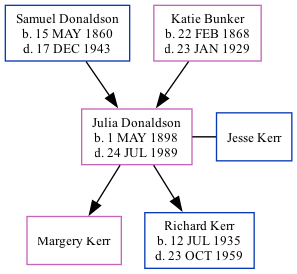 Samuel Donaldson
b. 15 MAY 1860
d. 17 DEC 1943
Katie Bunker
b. 22 FEB 1868
d. 23 JAN 1929
Julia Donaldson
b. 1 MAY 1898
d. 24 JUL 1989
Jesse Kerr
Margery Kerr
Richard Kerr
b. 12 JUL 1935
d. 23 OCT 1959